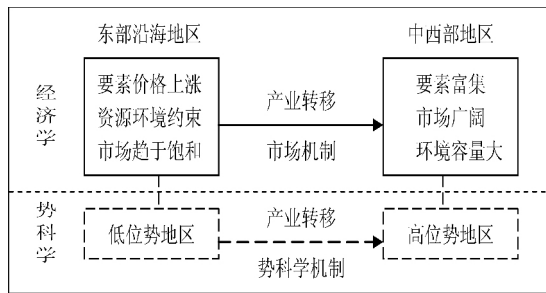 东部沿海地区
中西部地区
经济学
要素价格上涨
资源环境约束
市场趋于饱和
产业转移
市场机制
要素富集
市场广阔
环境容量大
势科学
低位势地区
产业转移
势科学机制
高位势地区